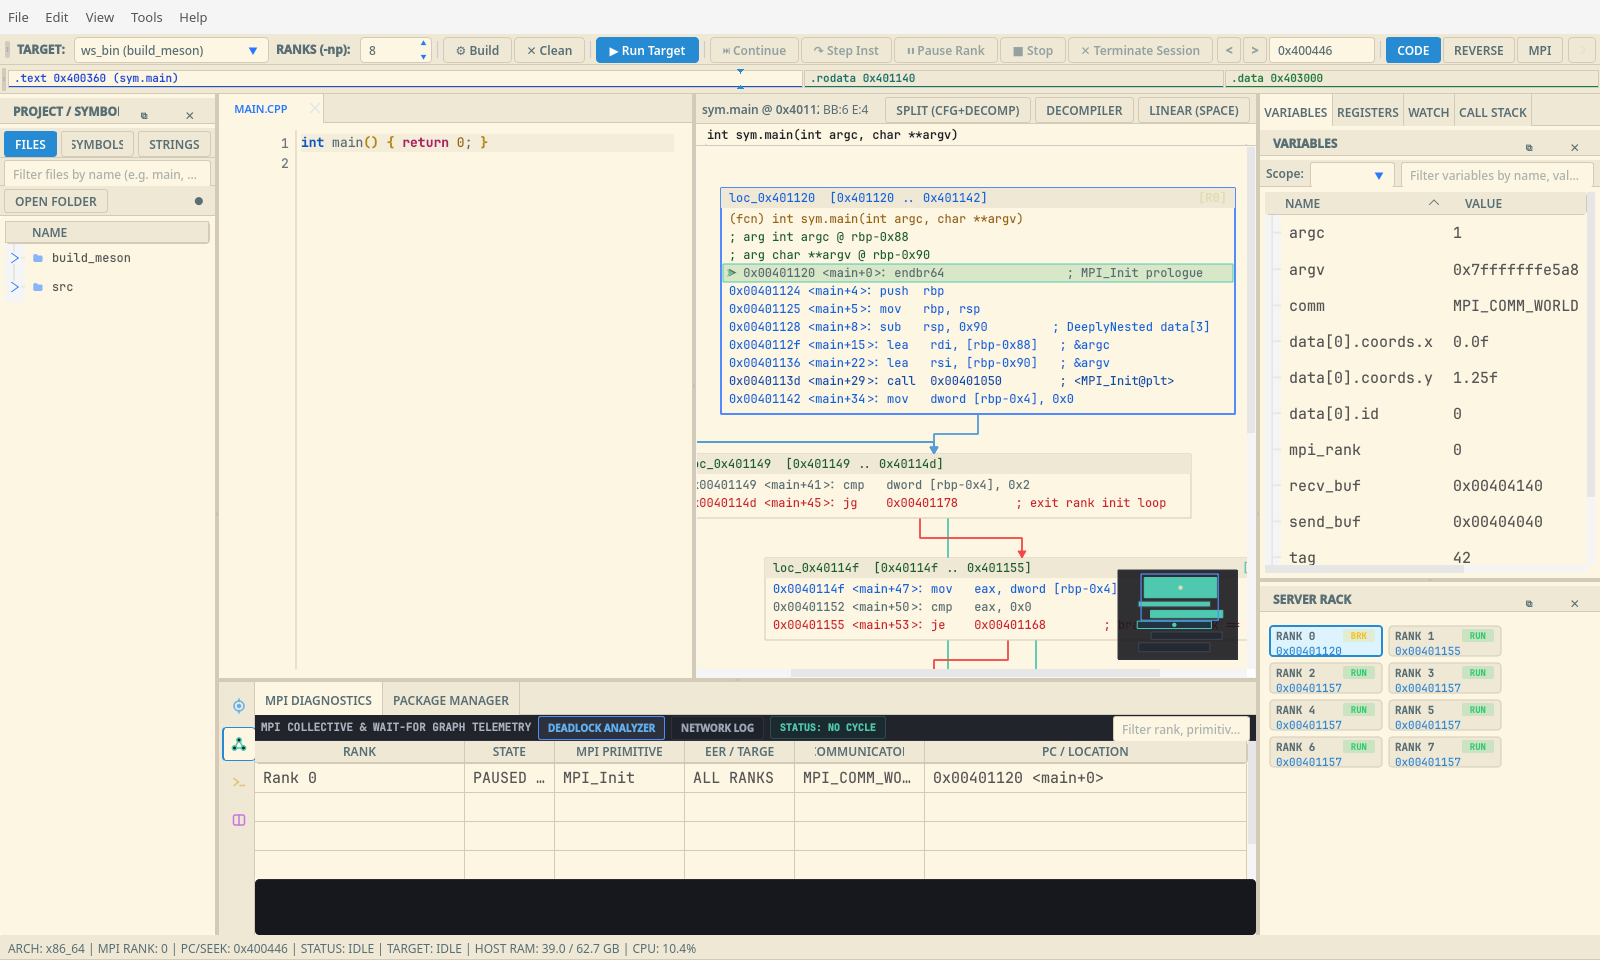 File Edit View Tools Help
TARGET: ws_bin (build_meson) RANKS (-np): 8 Build Clean Run Target Continue Step Inst Pause Rank Stop Terminate Session < > 0x400446 CODE REVERSE MPI
.text 0x400360 (sym.main) .rodata 0x401140 .data 0x403000
PROJECT / SYMBO
FILES SYMBOLS STRINGS
Filter files by name (e.g. main, ...
OPEN FOLDER
NAME
build_meson
src
MAIN.CPP
1 int main() { return 0; }
2
sym.main @ 0x4011 BB:6 E:4 SPLIT (CFG+DECOMP) DECOMPILER LINEAR (SPACE)
int sym.main(int argc, char **argv)
loc_0x401120 [0x401120 .. 0x401142] [R0]
(fcn) int sym.main(int argc, char **argv)
; arg int argc @ rbp-0x88
; arg char **argv @ rbp-0x90
0x00401120 <main+0>: endbr64 ; MPI_Init prologue
0x00401124 <main+4>: push rbp
0x00401125 <main+5>: mov rbp, rsp
0x00401128 <main+8>: sub rsp, 0x90 ; DeeplyNested data[3]
0x0040112f <main+15>: lea rdi, [rbp-0x88] ; &argc
0x00401136 <main+22>: lea rsi, [rbp-0x90] ; &argv
0x0040113d <main+29>: call 0x00401050 ; <MPI_Init@plt>
0x00401142 <main+34>: mov dword [rbp-0x4], 0x0
c_0x401149 [0x401149 .. 0x40114d]
00401149 <main+41>: cmp dword [rbp-0x4], 0x2
0040114d <main+45>: jg 0x00401178 ; exit rank init loop
loc_0x40114f [0x40114f .. 0x401155] [
0x0040114f <main+47>: mov eax, dword [rbp-0x4]
0x00401152 <main+50>: cmp eax, 0x0
0x00401155 <main+53>: je 0x00401168 ;
VARIABLES REGISTERS WATCH CALL STACK
VARIABLES
Scope: Filter variables by name, val...
NAME VALUE
argc 1
argv 0x7fffffffe5a8
comm MPI_COMM_WORLD
data[0].coords.x 0.0f
data[0].coords.y 1.25f
data[0].id 0
mpi_rank 0
recv_buf 0x00404140
send_buf 0x00404040
tag 42
SERVER RACK
RANK 0 BRK
0x00401120
RANK 1 RUN
0x00401155
RANK 2 RUN
0x00401157
RANK 3 RUN
0x00401157
RANK 4 RUN
0x00401157
RANK 5 RUN
0x00401157
RANK 6 RUN
0x00401157
RANK 7 RUN
0x00401157
MPI DIAGNOSTICS PACKAGE MANAGER
MPI COLLECTIVE & WAIT-FOR GRAPH TELEMETRY DEADLOCK ANALYZER NETWORK LOG STATUS: NO CYCLE Filter rank, primitiv...
RANK STATE MPI PRIMITIVE EER / TARGE OMMUNICATO PC / LOCATION
Rank 0 PAUSED … MPI_Init ALL RANKS MPI_COMM_WO… 0x00401120 <main+0>
ARCH: x86_64 | MPI RANK: 0 | PC/SEEK: 0x400446 | STATUS: IDLE | TARGET: IDLE | HOST RAM: 39.0 / 62.7 GB | CPU: 10.4%